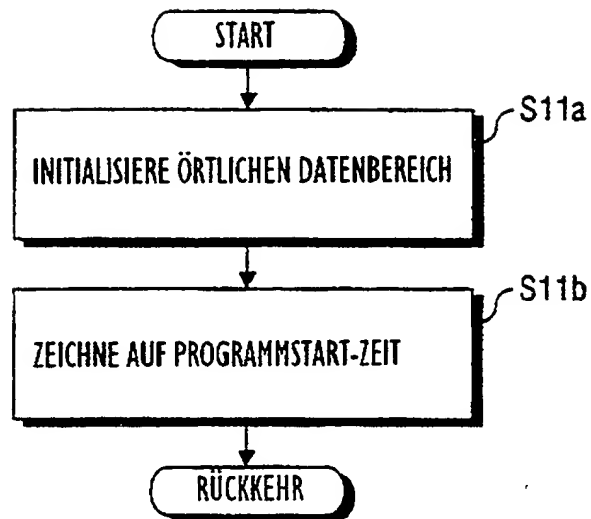 START
S11a
INITIALISIERE ÖRTLICHEN DATENBEREICH
S11b
ZEICHNE AUF PROGRAMMSTART-ZEIT
RÜCKKEHR